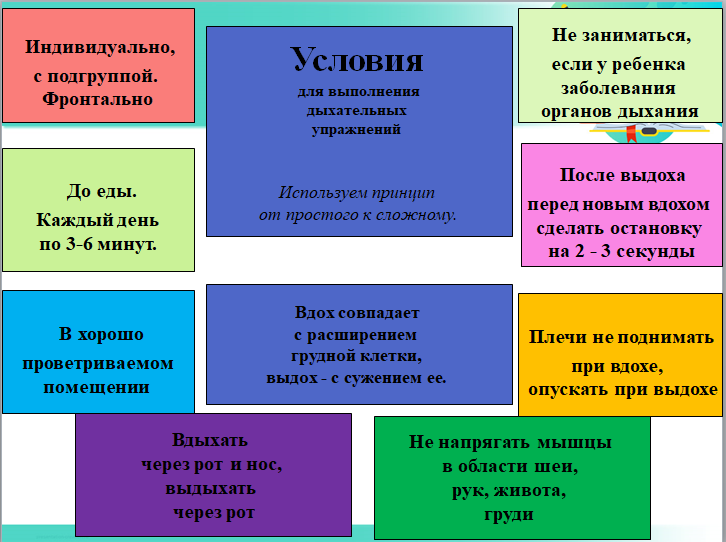 Индивидуально,
с подгруппой.
Фронтально
Условия
для выполнения
дыхательных
упражнений
Используем принцип
от простого к сложному.
Не заниматься,
если у ребенка
заболевания
органов дыхания
До еды.
Каждый день
по 3-6 минут.
После выдоха
перед новым вдохом
сделать остановку
на 2 - 3 секунды
В хорошо
проветриваемом
помещении
Вдох совпадает
с расширением
грудной клетки,
выдох - с сужением ее.
Плечи не поднимать
при вдохе,
опускать при выдохе
Вдыхать
через рот и нос,
выдыхать
через рот
Не напрягать мышцы
в области шеи,
рук, живота,
груди